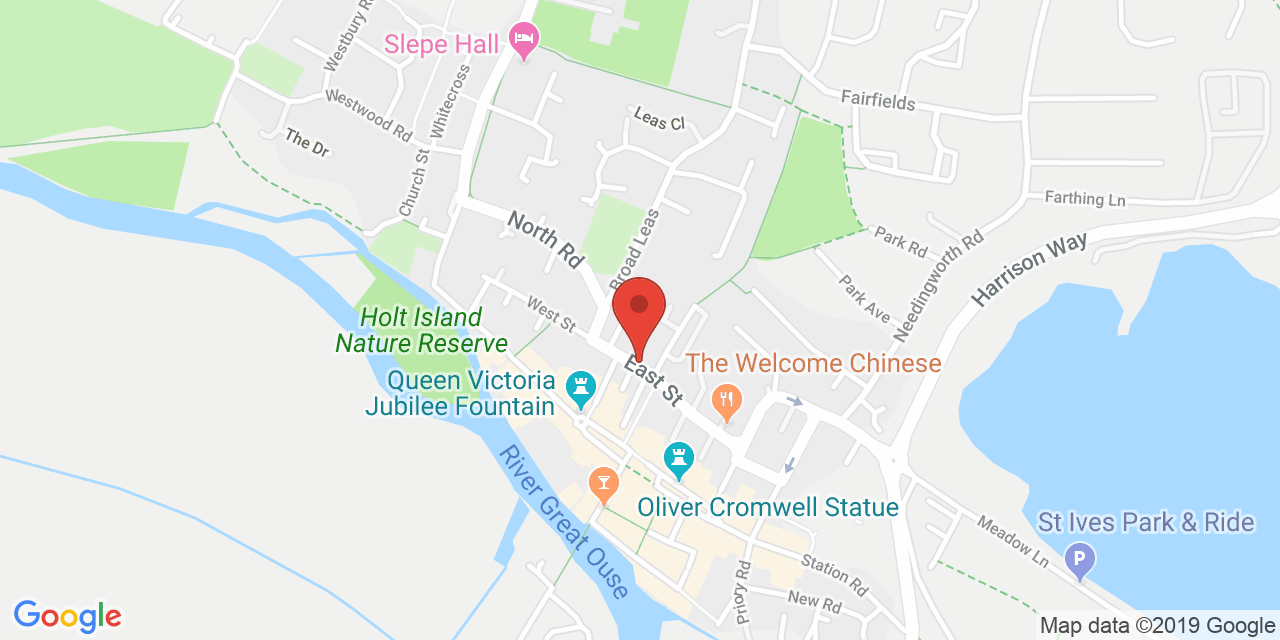 Westbury Rd
Slepe Hall
Whitecross
Westwood Rd
The Dr
Church St
Leas Cl
Fairfields
Farthing Ln
North Rd
Broad Leas
Park Rd
Park Ave
Needingworth Rd
Harrison Way
Holt Island
Nature Reserve
West St
East St
The Welcome Chinese
Queen Victoria
Jubilee Fountain
River Great Ouse
Oliver Cromwell Statue
St Ives Park & Ride
P
Meadow Ln
Station Rd
Priory Rd
New Rd
Google
Map data ©2019 Google